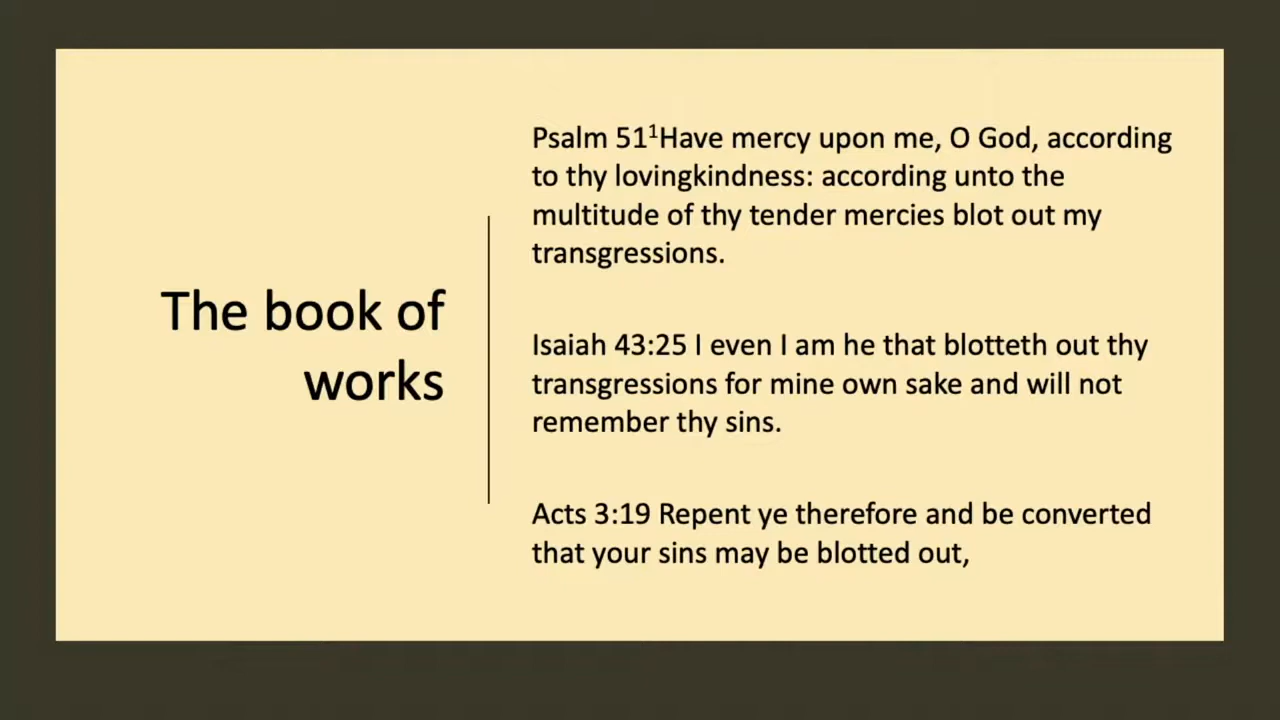 The book of
works
Psalm 51¹Have mercy upon me, O God, according
to thy lovingkindness: according unto the
multitude of thy tender mercies blot out my
transgressions.
Isaiah 43:25 I even I am he that blotteth out thy
transgressions for mine own sake and will not
remember thy sins.
Acts 3:19 Repent ye therefore and be converted
that your sins may be blotted out,